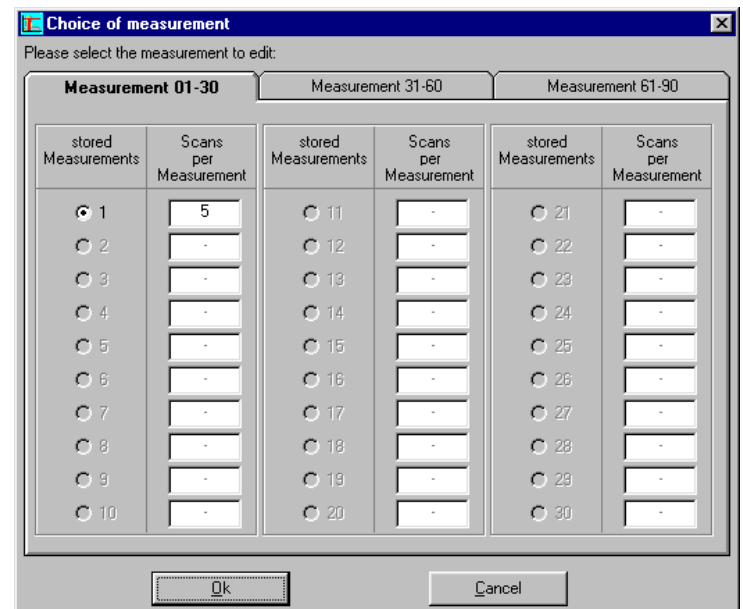 Choice of measurement
Please select the measurement to edit:
Measurement 01-30 Measurement 31-60 Measurement 61-90
stored Scans stored Scans stored Scans
Measurements per Measurements per Measurements per
Measurement Measurement Measurement
1 5 11 - 21 -
2 - 12 - 22 -
3 - 13 - 23 -
4 - 14 - 24 -
5 - 15 - 25 -
6 - 16 - 26 -
7 - 17 - 27 -
8 - 18 - 28 -
9 - 19 - 29 -
10 - 20 - 30 -
Ok Cancel